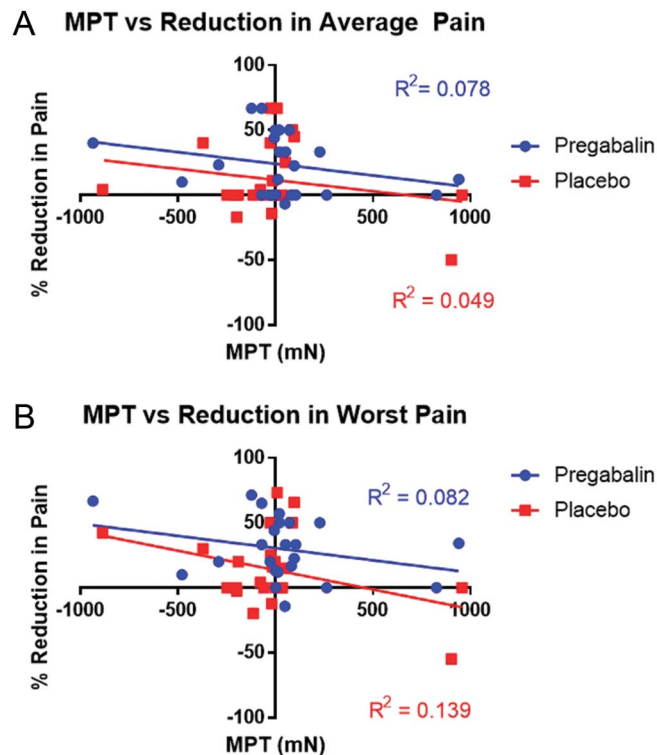 A MPT vs Reduction in Average Pain
100
50
-1000 -500 500 1000
-50
-100
% Reduction in Pain
MPT (mN)
R² = 0.078
Pregabalin
Placebo
R² = 0.049
B MPT vs Reduction in Worst Pain
100
50
-1000 -500 500 1000
-50
-100
% Reduction in Pain
MPT (mN)
R² = 0.082
Pregabalin
Placebo
R² = 0.139